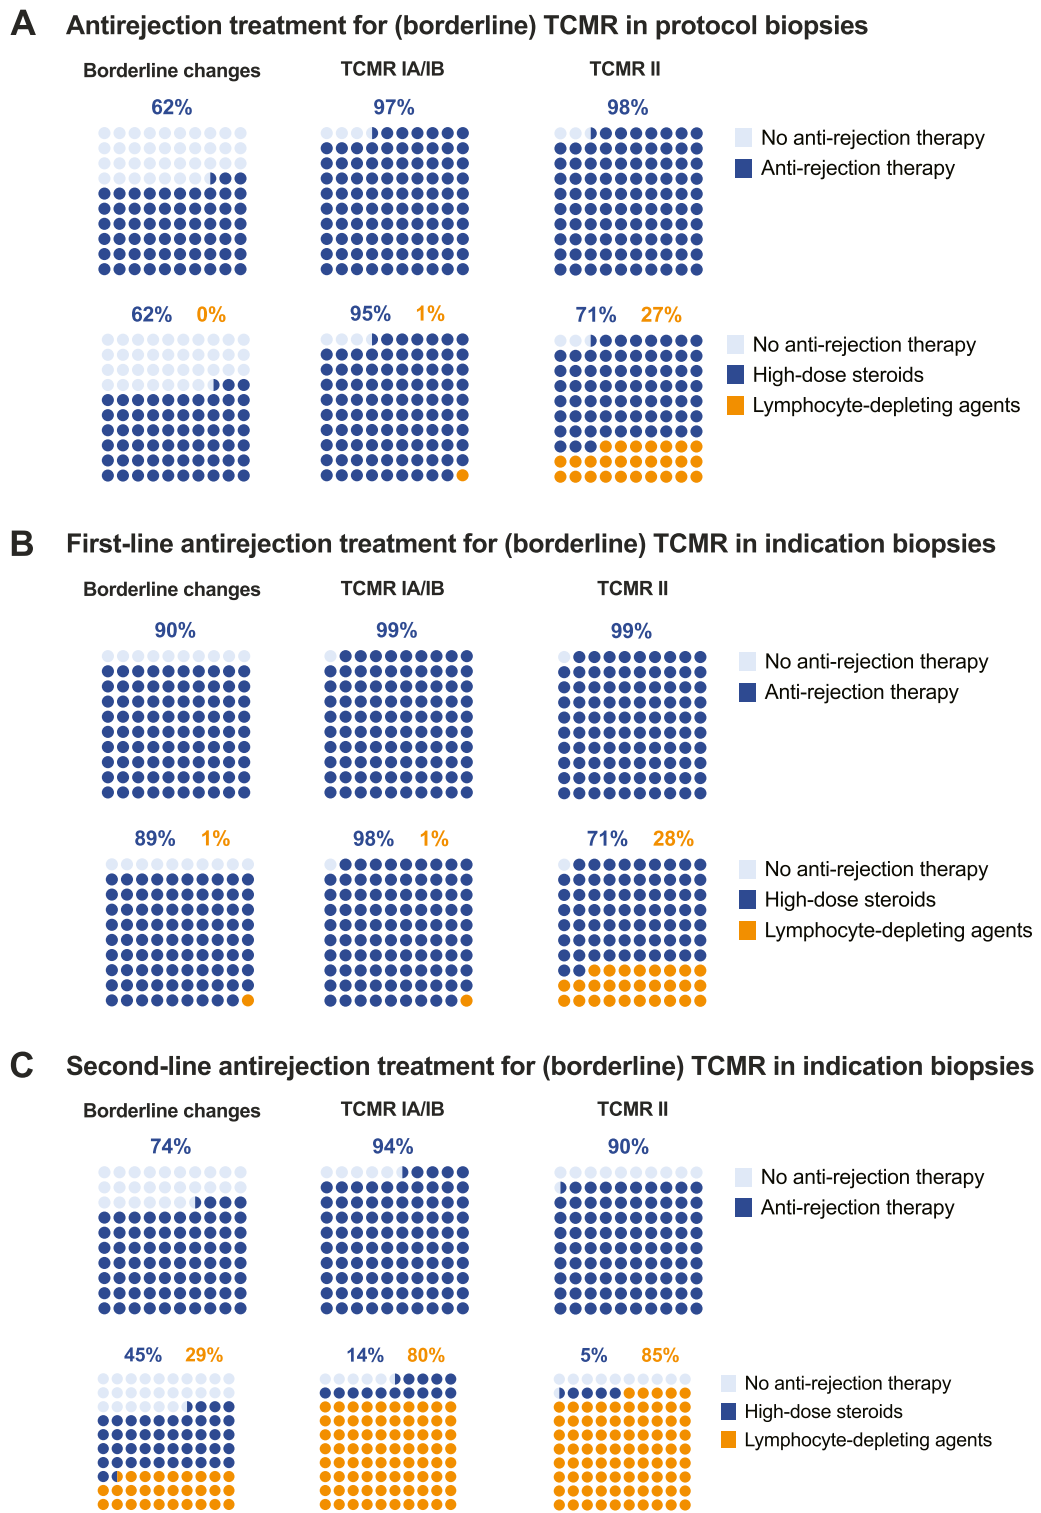 A Antirejection treatment for (borderline) TCMR in protocol biopsies
Borderline changes TCMR IA/IB TCMR II
62% 97% 98%
No anti-rejection therapy
Anti-rejection therapy
62% 0% 95% 1% 71% 27%
No anti-rejection therapy
High-dose steroids
Lymphocyte-depleting agents
B First-line antirejection treatment for (borderline) TCMR in indication biopsies
Borderline changes TCMR IA/IB TCMR II
90% 99% 99%
No anti-rejection therapy
Anti-rejection therapy
89% 1% 98% 1% 71% 28%
No anti-rejection therapy
High-dose steroids
Lymphocyte-depleting agents
C Second-line antirejection treatment for (borderline) TCMR in indication biopsies
Borderline changes TCMR IA/IB TCMR II
74% 94% 90%
No anti-rejection therapy
Anti-rejection therapy
45% 29% 14% 80% 5% 85%
No anti-rejection therapy
High-dose steroids
Lymphocyte-depleting agents